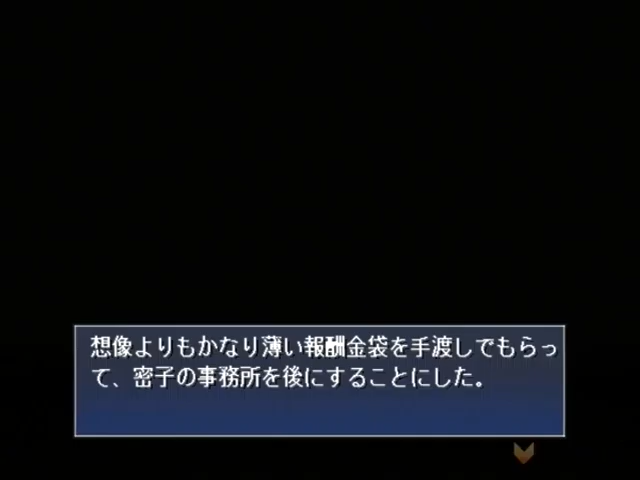 想像よりもかなり薄い報酬金袋を手渡しでもらっ
て、密子の事務所を後にすることにした。